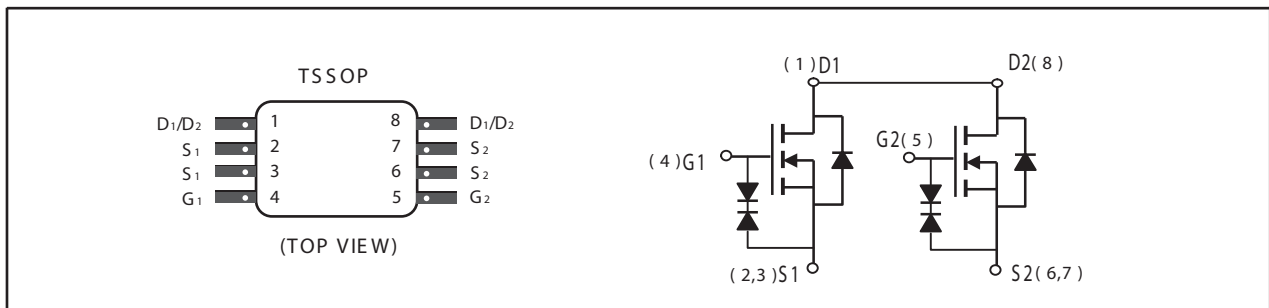 TSSOP
D1/D2 1 8 D1/D2
S1 2 7 S2
S1 3 6 S2
G1 4 5 G2
(TOP VIEW)
(1)D1 D2(8)
(4)G1 G2(5)
(2,3)S1 S2(6,7)